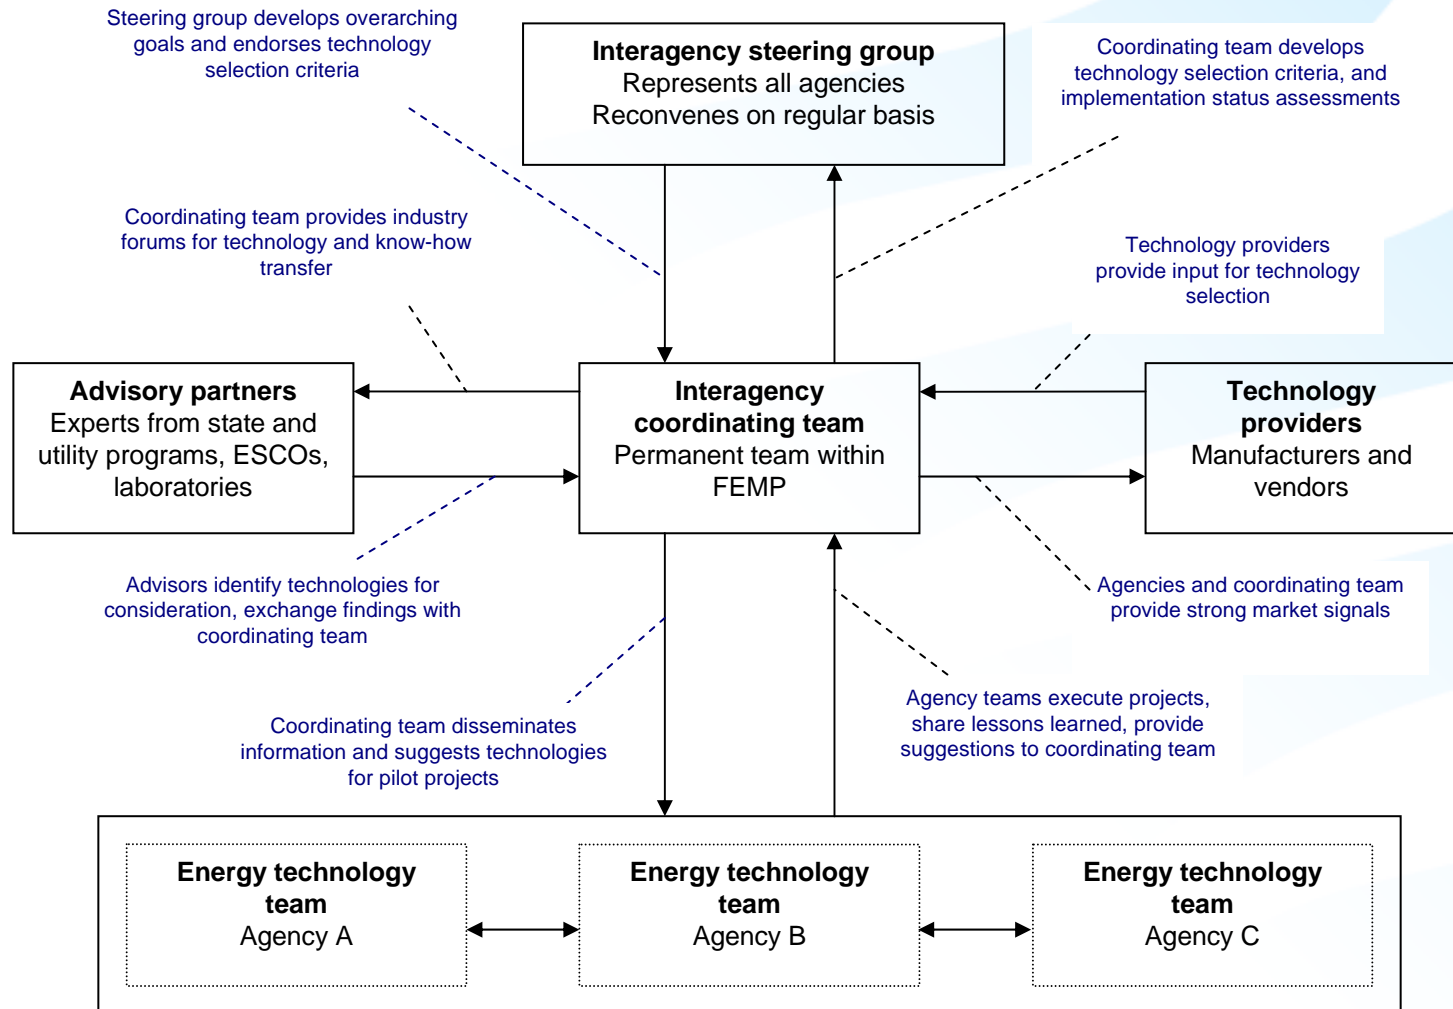 Steering group develops overarching
goals and endorses technology
selection criteria
Interagency steering group
Represents all agencies
Reconvenes on regular basis
Coordinating team develops
technology selection criteria, and
implementation status assessments
Coordinating team provides industry
forums for technology and know-how
transfer
Technology providers
provide input for technology
selection
Advisory partners
Experts from state and
utility programs, ESCOs,
laboratories
Interagency
coordinating team
Permanent team within
FEMP
Technology
providers
Manufacturers and
vendors
Advisors identify technologies for
consideration, exchange findings with
coordinating team
Agencies and coordinating team
provide strong market signals
Coordinating team disseminates
information and suggests technologies
for pilot projects
Agency teams execute projects,
share lessons learned, provide
suggestions to coordinating team
Energy technology
team
Agency A
Energy technology
team
Agency B
Energy technology
team
Agency C